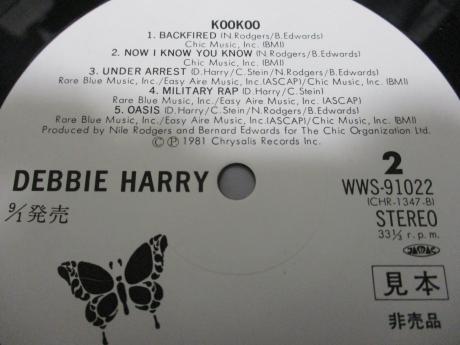 KOOKOO
1. BACKFIRED (N.Rodgers/B.Edwards)
Chic Music, Inc. (BMI)
2. NOW I KNOW YOU KNOW (N.Rodgers/B.Edwards)
Chic Music, Inc. (BMI)
3. UNDER ARREST (D.Harry/C.Stein/N.Rodgers/B.Edwards)
Rare Blue Music, Inc./Easy Aire Music, Inc.(ASCAP)/Chic Music, Inc.(BMI)
4. MILITARY RAP (D.Harry/C.Stein)
Rare Blue Music, Inc./Easy Aire Music, Inc. (ASCAP)
5. OASIS (D.Harry/C.Stein/N.Rodgers/B.Edwards)
Rare Blue Music, Inc./Easy Aire Music, Inc.(ASCAP)/Chic Music, Inc.(BMI)
Produced by Nile Rodgers and Bernard Edwards for The Chic Organization Ltd.
©℗ 1981 Chrysalis Records Inc.
2
DEBBIE HARRY
WWS-91022
(CHR-1347-B)
9/1発売
STEREO
33⅓ r.p.m.
JASRAC
見本
非売品